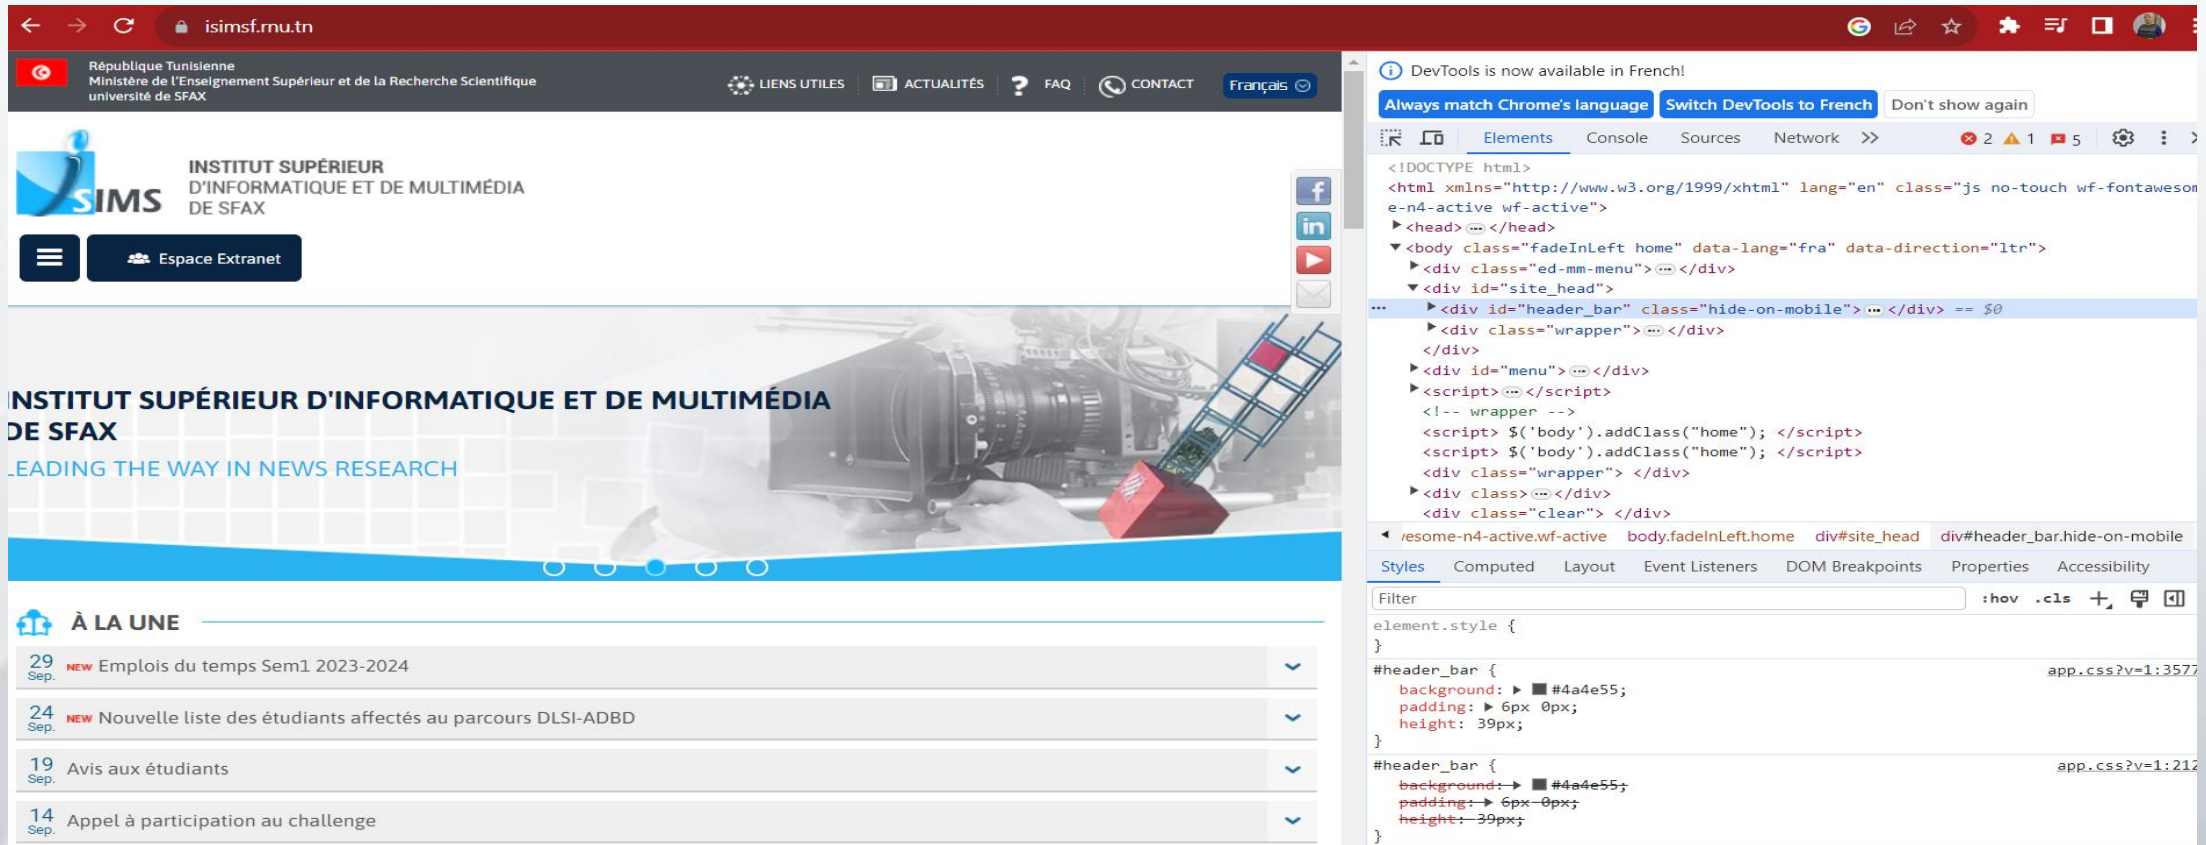 isimsf.rnu.tn
République Tunisienne
Ministère de l'Enseignement Supérieur et de la Recherche Scientifique
université de SFAX
LIENS UTILES
ACTUALITÉS
FAQ
CONTACT
Français
iSIMS
INSTITUT SUPÉRIEUR
D'INFORMATIQUE ET DE MULTIMÉDIA
DE SFAX
Espace Extranet
INSTITUT SUPÉRIEUR D'INFORMATIQUE ET DE MULTIMÉDIA
DE SFAX
LEADING THE WAY IN NEWS RESEARCH
À LA UNE
29 Sep. NEW Emplois du temps Sem1 2023-2024
24 Sep. NEW Nouvelle liste des étudiants affectés au parcours DLSI-ADBD
19 Sep. Avis aux étudiants
14 Sep. Appel à participation au challenge
DevTools is now available in French!
Always match Chrome's language Switch DevTools to French Don't show again
Elements Console Sources Network 2 1 5
<!DOCTYPE html>
<html xmlns="http://www.w3.org/1999/xhtml" lang="en" class="js no-touch wf-fontawesom
e-n4-active wf-active">
<head>…</head>
<body class="fadeInLeft home" data-lang="fra" data-direction="ltr">
<div class="ed-mm-menu">…</div>
<div id="site_head">
<div id="header_bar" class="hide-on-mobile">…</div> == $0
<div class="wrapper">…</div>
</div>
<div id="menu">…</div>
<script>…</script>
<!-- wrapper -->
<script> $('body').addClass("home"); </script>
<script> $('body').addClass("home"); </script>
<div class="wrapper"> </div>
<div class>…</div>
<div class="clear"> </div>
esome-n4-active.wf-active body.fadeInLeft.home div#site_head div#header_bar.hide-on-mobile
Styles Computed Layout Event Listeners DOM Breakpoints Properties Accessibility
Filter :hov .cls
element.style {
}
#header_bar { app.css?v=1:3577
background: #4a4e55;
padding: 6px 0px;
height: 39px;
}
#header_bar { app.css?v=1:212
background: #4a4e55;
padding: 6px 0px;
height: 39px;
}